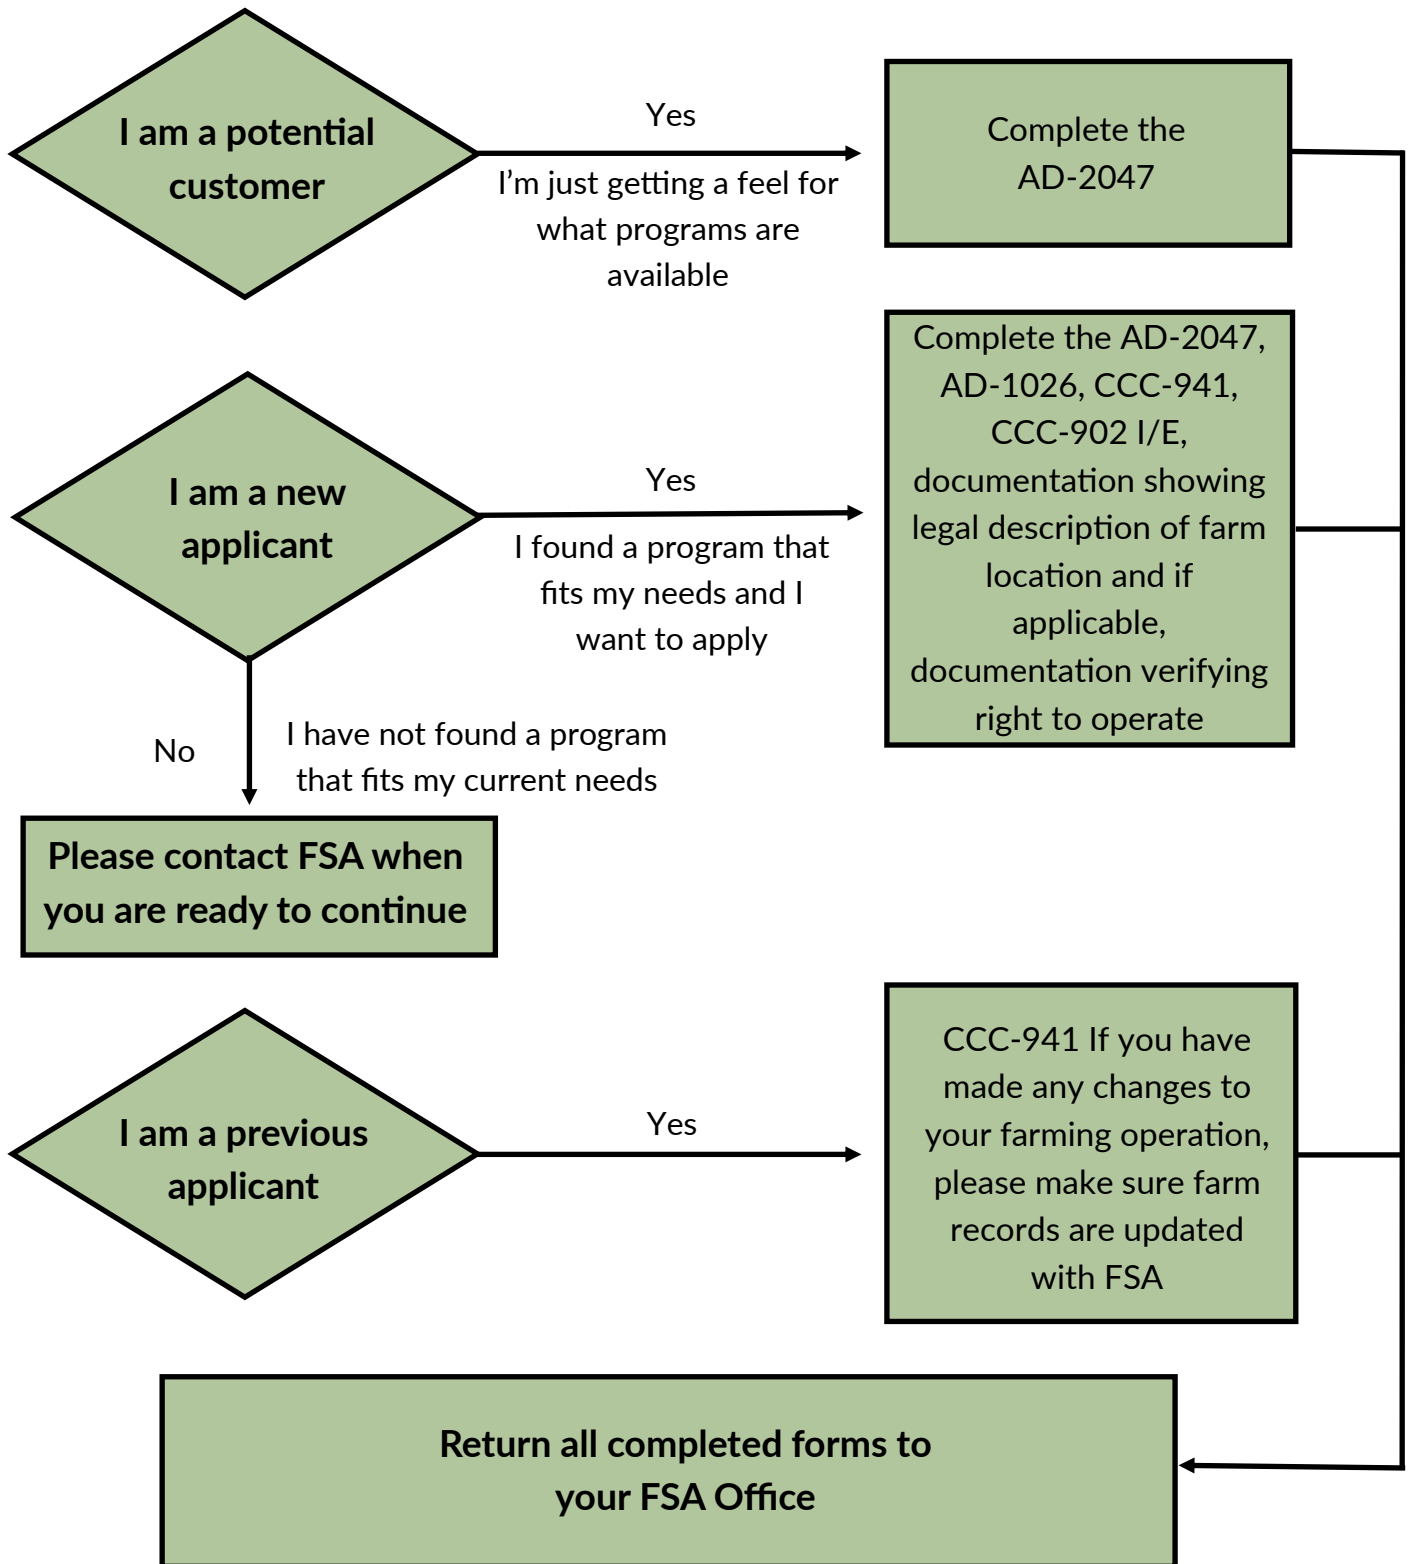 I am a potential
customer
Yes
I’m just getting a feel for
what programs are
available
Complete the
AD-2047
I am a new
applicant
Yes
I found a program that
fits my needs and I
want to apply
Complete the AD-2047,
AD-1026, CCC-941,
CCC-902 I/E,
documentation showing
legal description of farm
location and if
applicable,
documentation verifying
right to operate
No
I have not found a program
that fits my current needs
Please contact FSA when
you are ready to continue
I am a previous
applicant
Yes
CCC-941 If you have
made any changes to
your farming operation,
please make sure farm
records are updated
with FSA
Return all completed forms to
your FSA Office